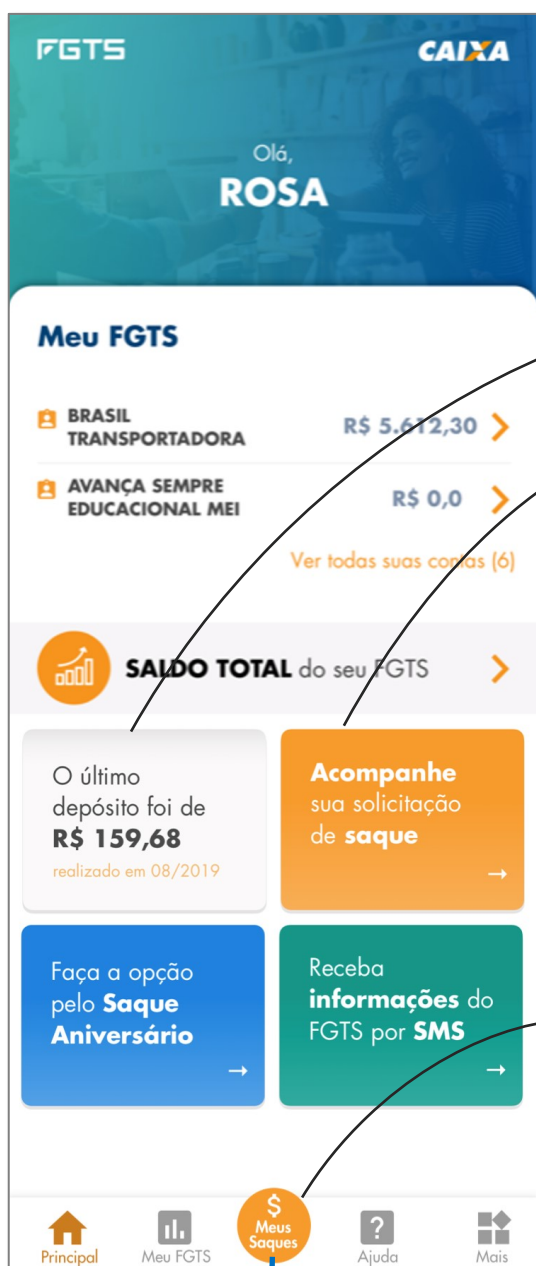 FGTS
CAIXA
Olá,
ROSA
Meu FGTS
BRASIL
TRANSPORTADORA
R$ 5.612,30
AVANÇA SEMPRE
EDUCACIONAL MEI
R$ 0,0
Ver todas suas contas (6)
SALDO TOTAL do seu FGTS
O último
depósito foi de
R$ 159,68
realizado em 08/2019
Acompanhe
sua solicitação
de saque
Faça a opção
pelo Saque
Aniversário
Receba
informações do
FGTS por SMS
Principal
Meu FGTS
$
Meus
Saques
?
Ajuda
Mais